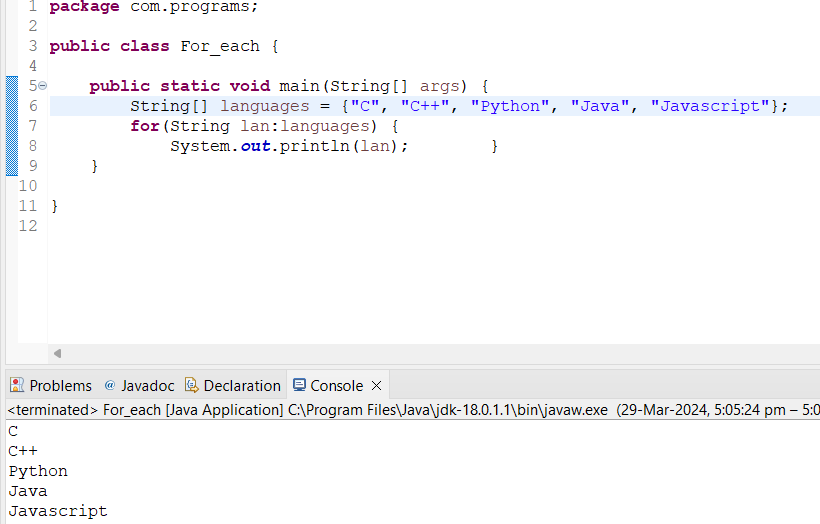 1 package com.programs;
2
3 public class For_each {
4
5 public static void main(String[] args) {
6 String[] languages = {"C", "C++", "Python", "Java", "Javascript"};
7 for(String lan:languages) {
8 System.out.println(lan); }
9 }
10
11 }
12
Problems @ Javadoc Declaration Console
<terminated> For_each [Java Application] C:\Program Files\Java\jdk-18.0.1.1\bin\javaw.exe (29-Mar-2024, 5:05:24 pm – 5:0
C
C++
Python
Java
Javascript